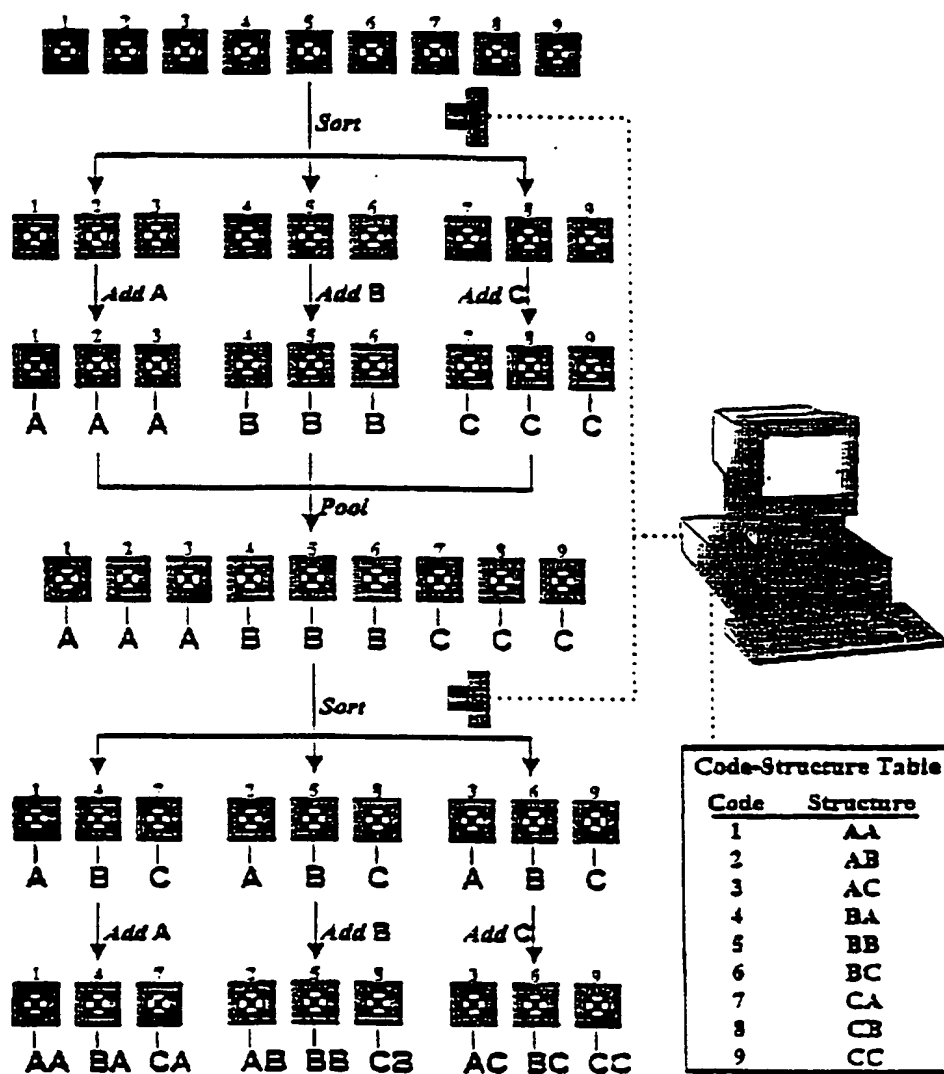 1 2 3 4 5 6 7 8 9
Sort
1 2 3 4 5 6 7 8 9
Add A Add B Add C
1 2 3 4 5 6 7 8 9
A A A B B B C C C
Pool
1 2 3 4 5 6 7 8 9
A A A B B B C C C
Sort
1 4 7 2 5 8 3 6 9
A B C A B C A B C
Add A Add B Add C
1 4 7 2 5 8 3 6 9
AA BA CA AB BB CB AC BC CC
Code-Structure Table
Code Structure
1 AA
2 AB
3 AC
4 BA
5 BB
6 BC
7 CA
8 CB
9 CC